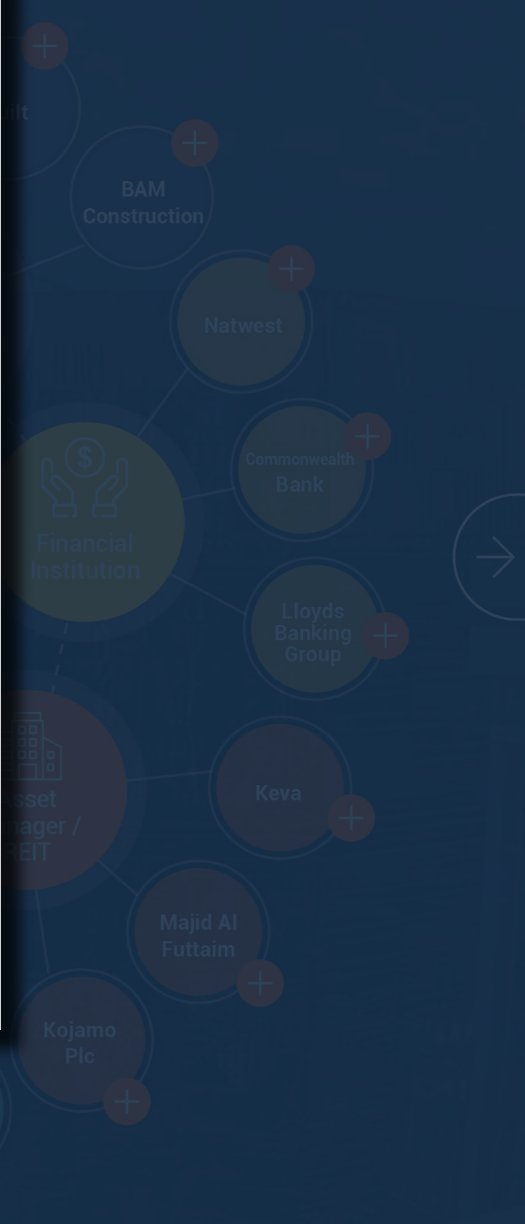 BAM
Construction
Natwest
Commonwealth
Bank
$
Financial
Institution
Lloyds
Banking
Group
Keva
Majid Al
Futtaim
Kojamo
Plc